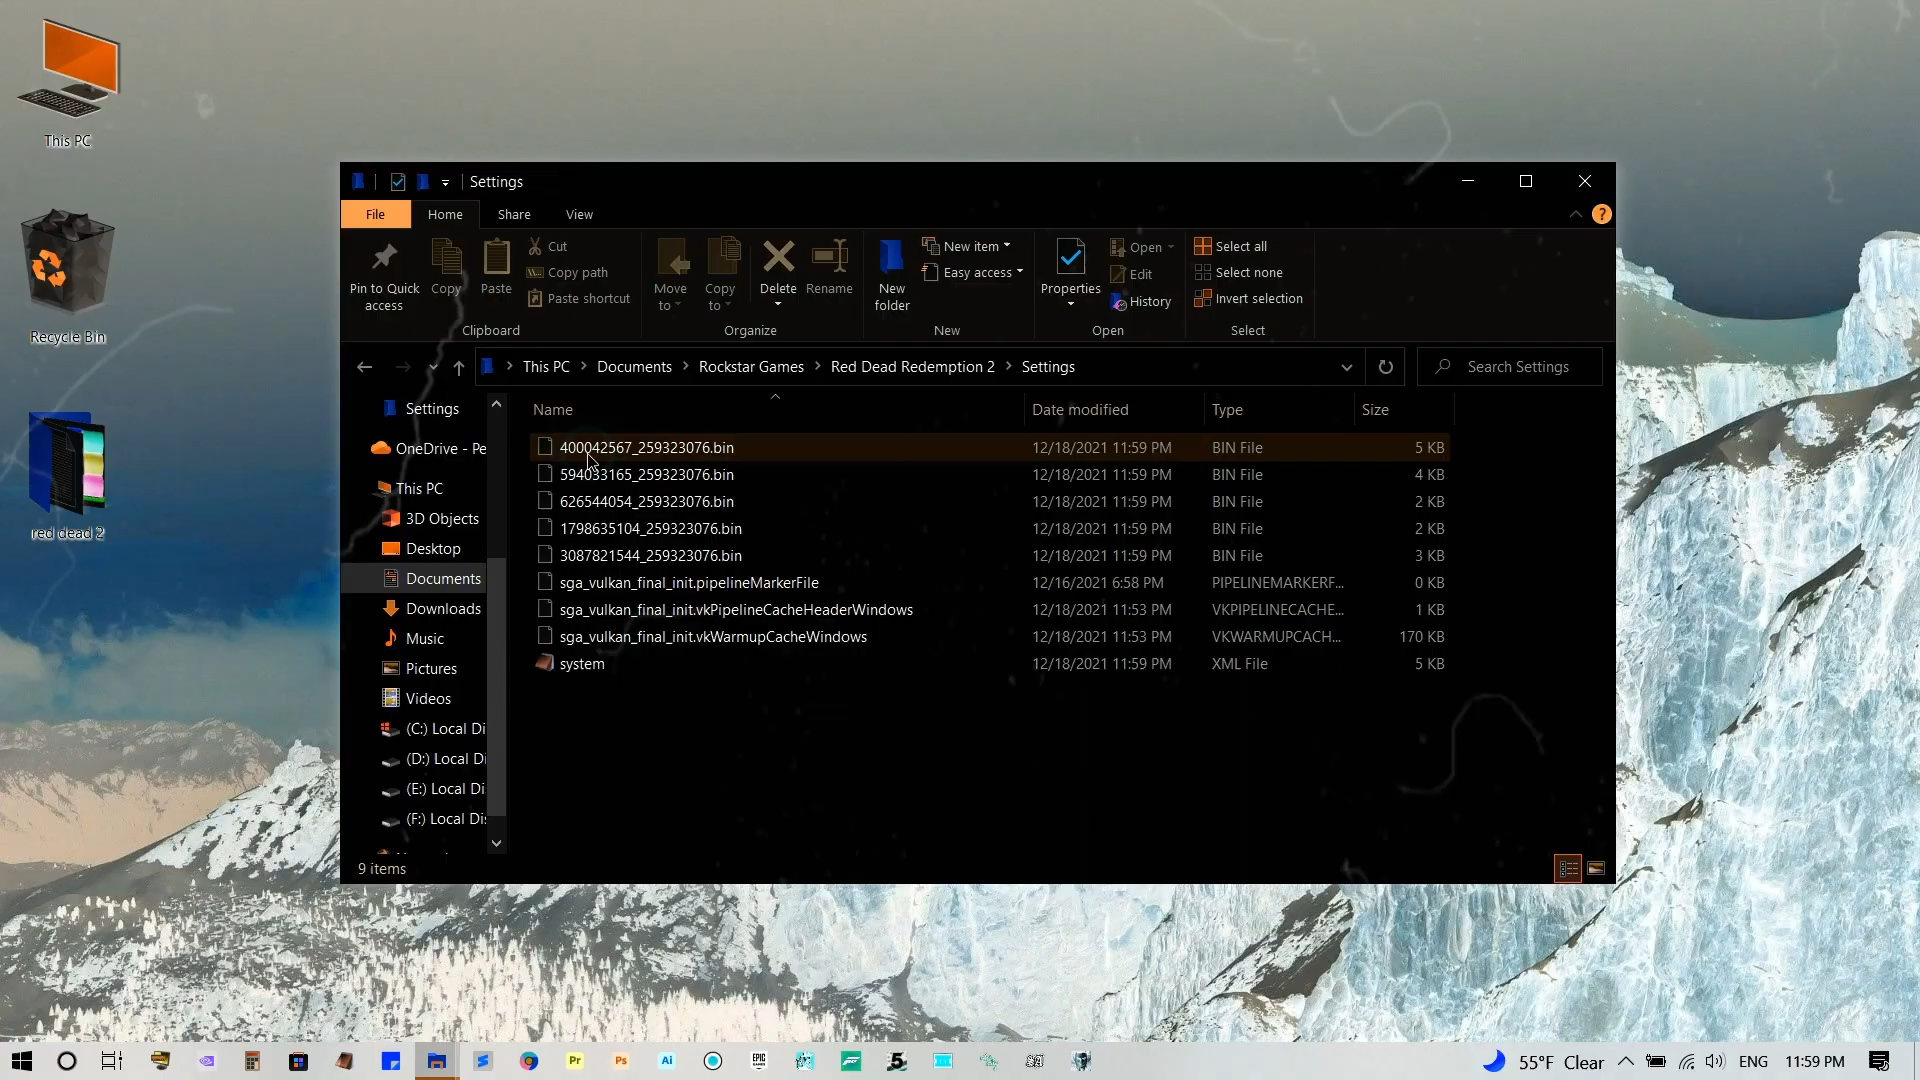 This PC
Recycle Bin
red dead 2
Settings
File Home Share View ?
Pin to Quick access
Copy
Paste
Cut
Copy path
Paste shortcut
Clipboard
Move to
Copy to
Delete
Rename
Organize
New folder
New item
Easy access
New
Properties
Open
Edit
History
Open
Select all
Select none
Invert selection
Select
This PC > Documents > Rockstar Games > Red Dead Redemption 2 > Settings
Search Settings
Settings
OneDrive - Pe
This PC
3D Objects
Desktop
Documents
Downloads
Music
Pictures
Videos
(C:) Local Di
(D:) Local D
(E:) Local Di
(F:) Local Dis
Name Date modified Type Size
400042567_259323076.bin 12/18/2021 11:59 PM BIN File 5 KB
594033165_259323076.bin 12/18/2021 11:59 PM BIN File 4 KB
626544054_259323076.bin 12/18/2021 11:59 PM BIN File 2 KB
1798635104_259323076.bin 12/18/2021 11:59 PM BIN File 2 KB
3087821544_259323076.bin 12/18/2021 11:59 PM BIN File 3 KB
sga_vulkan_final_init.pipelineMarkerFile 12/16/2021 6:58 PM PIPELINEMARKERF... 0 KB
sga_vulkan_final_init.vkPipelineCacheHeaderWindows 12/18/2021 11:53 PM VKPIPELINECACHE... 1 KB
sga_vulkan_final_init.vkWarmupCacheWindows 12/18/2021 11:53 PM VKWARMUPCACH... 170 KB
system 12/18/2021 11:59 PM XML File 5 KB
9 items
Pr Ps Ai EPIC GAMES 5 55°F Clear ENG 11:59 PM